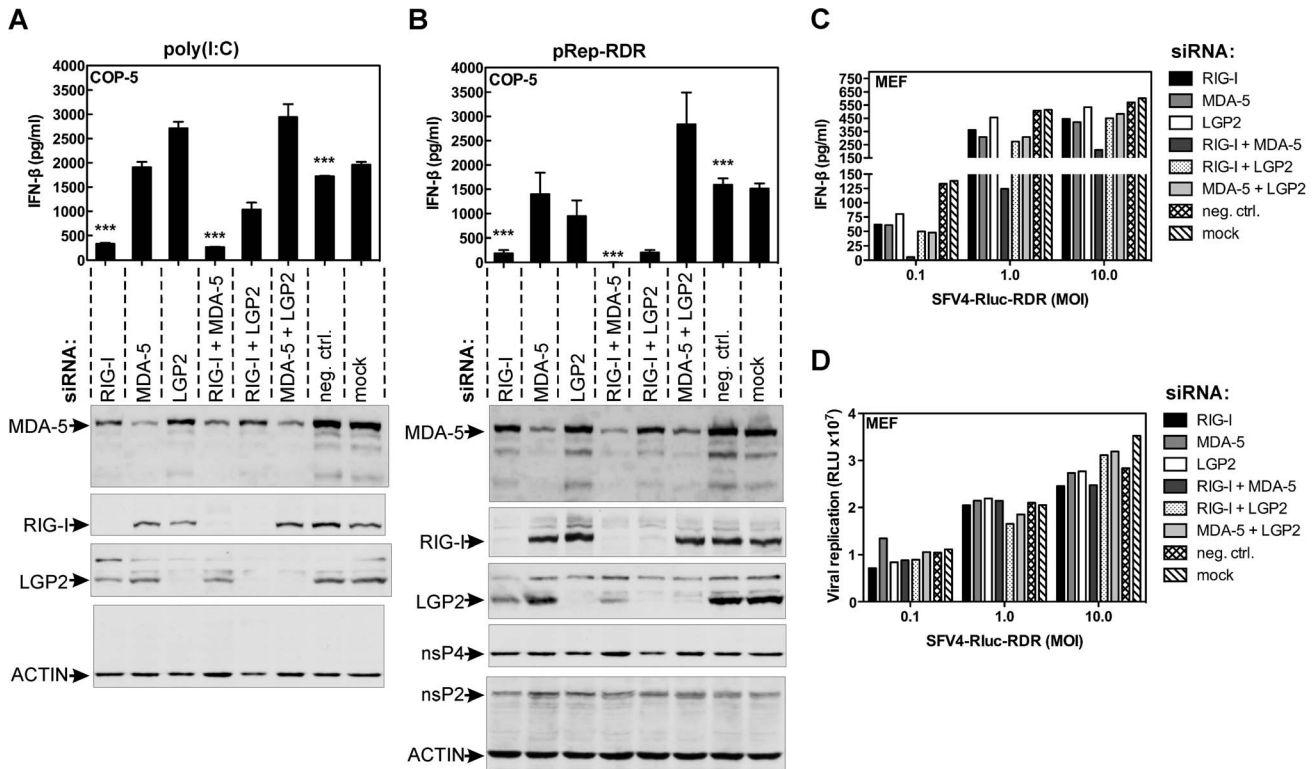 A
poly(I:C)
COP-5
IFN-β (pg/ml)
4000
3500
3000
2500
2000
1500
1000
500
0
***
***
***
siRNA:
RIG-I
MDA-5
LGP2
RIG-I + MDA-5
RIG-I + LGP2
MDA-5 + LGP2
neg. ctrl.
mock
MDA-5
RIG-I
LGP2
ACTIN
B
pRep-RDR
COP-5
IFN-β (pg/ml)
4000
3500
3000
2500
2000
1500
1000
500
0
***
***
***
siRNA:
RIG-I
MDA-5
LGP2
RIG-I + MDA-5
RIG-I + LGP2
MDA-5 + LGP2
neg. ctrl.
mock
MDA-5
RIG-I
LGP2
nsP4
nsP2
ACTIN
C
MEF
IFN-β (pg/ml)
750
650
550
450
350
250
150
150
125
100
75
50
25
0
0.1 1.0 10.0
SFV4-Rluc-RDR (MOI)
siRNA:
RIG-I
MDA-5
LGP2
RIG-I + MDA-5
RIG-I + LGP2
MDA-5 + LGP2
neg. ctrl.
mock
D
MEF
Viral replication (RLU x10⁷)
4
3
2
1
0
0.1 1.0 10.0
SFV4-Rluc-RDR (MOI)
siRNA:
RIG-I
MDA-5
LGP2
RIG-I + MDA-5
RIG-I + LGP2
MDA-5 + LGP2
neg. ctrl.
mock